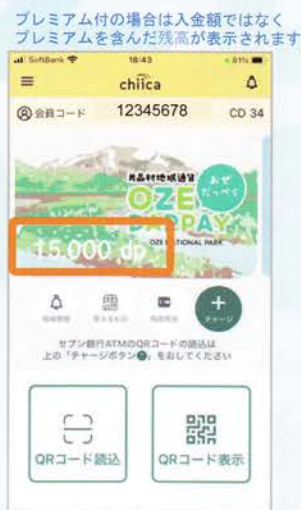 プレミアム付の場合は入金額ではなく
プレミアムを含んだ残高が表示されます
SoftBank 18:43 81%
chiica
会員コード 12345678 CD 34
片品村地域通貨
おぜだっぺら
OZE
DAPPAY
OZE NATIONAL PARK
15,000 dp
チャージ
セブン銀行ATMのQRコードの読込は
上の「チャージボタン+」をおしてください
QRコード読込 QRコード表示